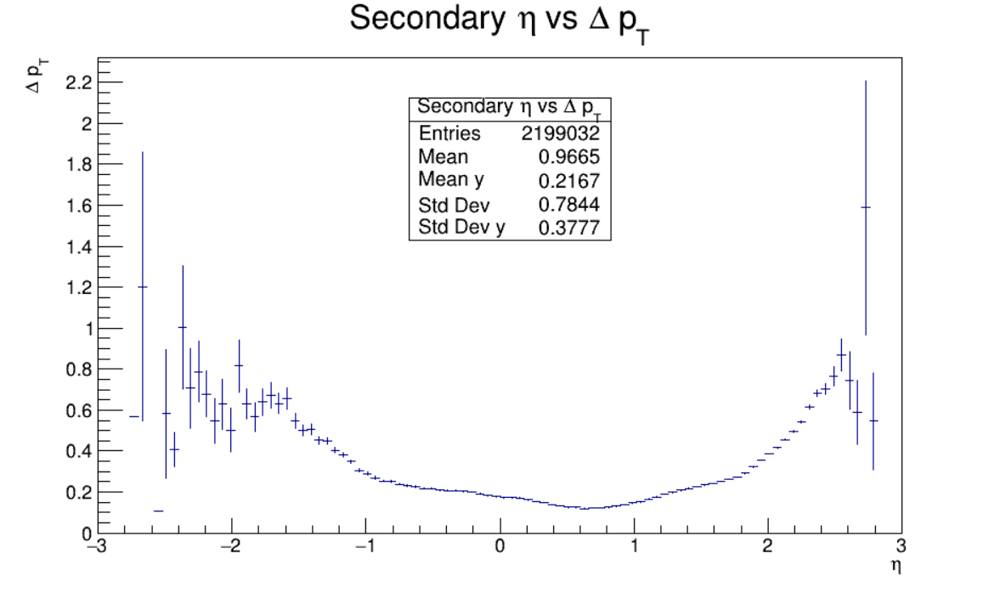 Secondary η vs Δ p_T
Δ p_T
2.2
2
1.8
1.6
1.4
1.2
1
0.8
0.6
0.4
0.2
0
Secondary η vs Δ p_T
Entries 2199032
Mean 0.9665
Mean y 0.2167
Std Dev 0.7844
Std Dev y 0.3777
−3 −2 −1 0 1 2 3
η